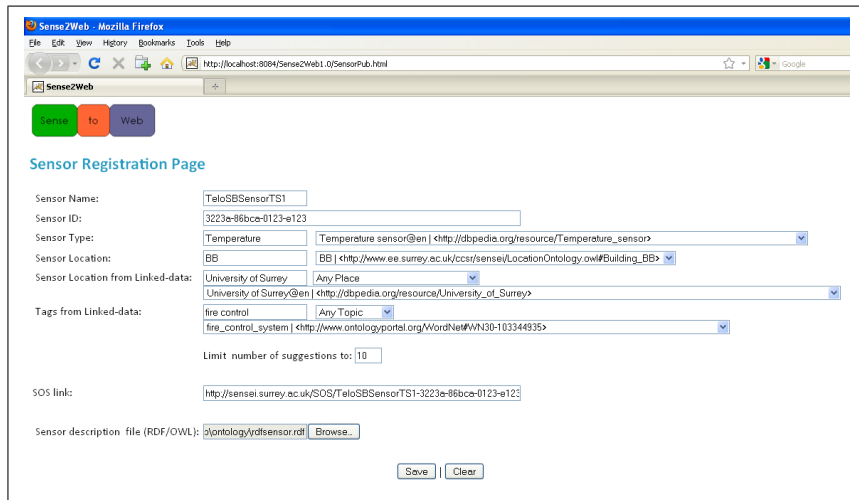 Sense2Web - Mozilla Firefox
File Edit View History Bookmarks Tools Help
http://localhost:8084/Sense2Web1.0/SensorPub.html
Google
Sense2Web
Sense to Web
Sensor Registration Page
Sensor Name: TeloSBSensorTS1
Sensor ID: 3223a-86bca-0123-e123
Sensor Type: Temperature Temperature sensor@en | <http://dbpedia.org/resource/Temperature_sensor>
Sensor Location: BB BB | <http://www.ee.surrey.ac.uk/ccsr/sensei/LocationOntology.owl#Building_BB>
Sensor Location from Linked-data: University of Surrey Any Place
University of Surrey@en | <http://dbpedia.org/resource/University_of_Surrey>
Tags from Linked-data: fire control Any Topic
fire_control_system | <http://www.ontologyportal.org/WordNet#WN30-103344935>
Limit number of suggestions to: 10
SOS link: http://sensei.surrey.ac.uk/SOS/TeloSBSensorTS1-3223a-86bca-0123-e123
Sensor description file (RDF/OWL): \ontology\rdfsensor.rdf Browse..
Save | Clear